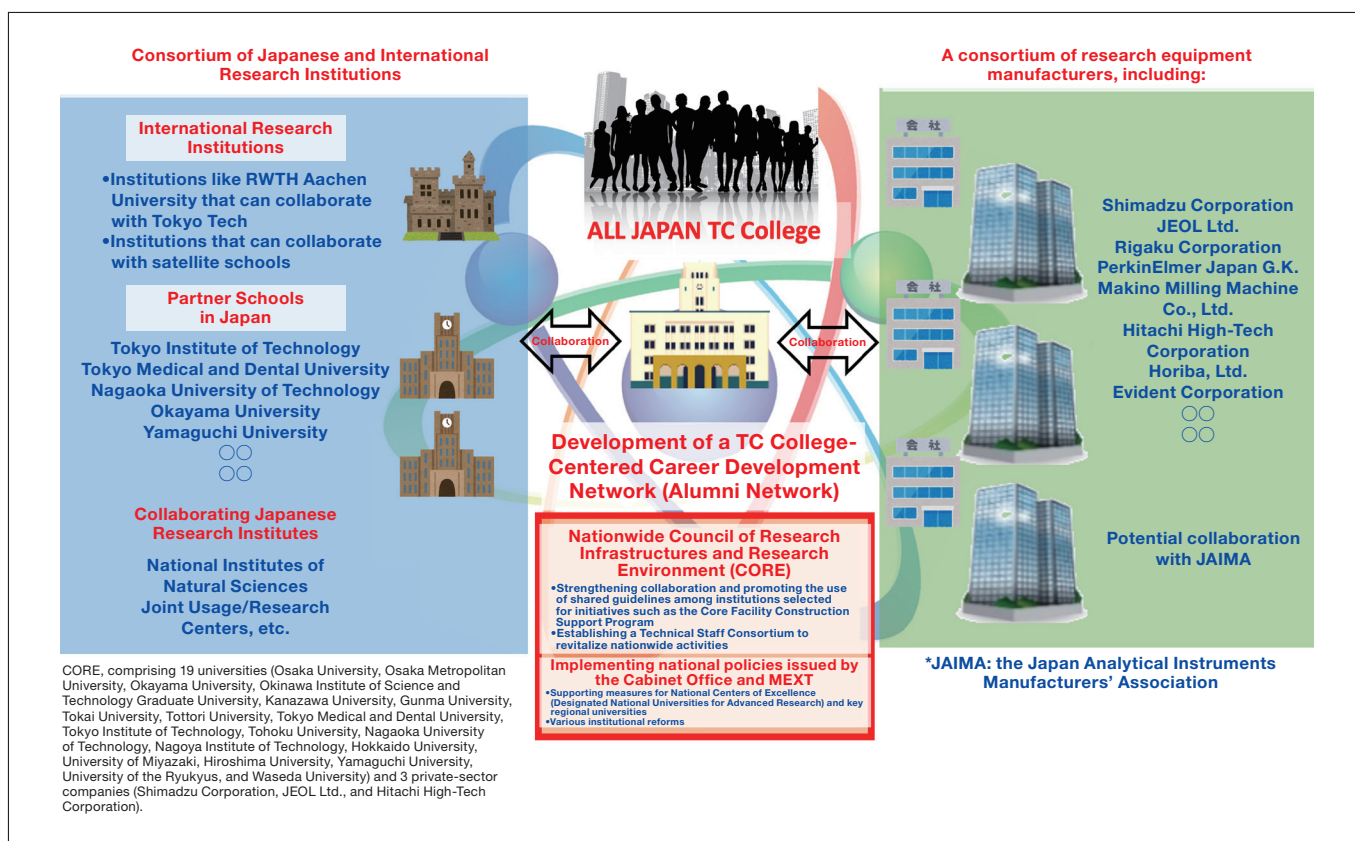 Consortium of Japanese and International
Research Institutions
International Research
Institutions
•Institutions like RWTH Aachen
University that can collaborate
with Tokyo Tech
•Institutions that can collaborate
with satellite schools
Partner Schools
in Japan
Tokyo Institute of Technology
Tokyo Medical and Dental University
Nagaoka University of Technology
Okayama University
Yamaguchi University
○○
○○
Collaborating Japanese
Research Institutes
National Institutes of
Natural Sciences
Joint Usage/Research
Centers, etc.
CORE, comprising 19 universities (Osaka University, Osaka Metropolitan
University, Okayama University, Okinawa Institute of Science and
Technology Graduate University, Kanazawa University, Gunma University,
Tokai University, Tottori University, Tokyo Medical and Dental University,
Tokyo Institute of Technology, Tohoku University, Nagaoka University
of Technology, Nagoya Institute of Technology, Hokkaido University,
University of Miyazaki, Hiroshima University, Yamaguchi University,
University of the Ryukyus, and Waseda University) and 3 private-sector
companies (Shimadzu Corporation, JEOL Ltd., and Hitachi High-Tech
Corporation).
ALL JAPAN TC College
Collaboration
Collaboration
Development of a TC College-
Centered Career Development
Network (Alumni Network)
Nationwide Council of Research
Infrastructures and Research
Environment (CORE)
•Strengthening collaboration and promoting the use
of shared guidelines among institutions selected
for initiatives such as the Core Facility Construction
Support Program
•Establishing a Technical Staff Consortium to
revitalize nationwide activities
Implementing national policies issued by
the Cabinet Office and MEXT
•Supporting measures for National Centers of Excellence
(Designated National Universities for Advanced Research) and key
regional universities
•Various institutional reforms
A consortium of research equipment
manufacturers, including:
会社
会社
会社
Shimadzu Corporation
JEOL Ltd.
Rigaku Corporation
PerkinElmer Japan G.K.
Makino Milling Machine
Co., Ltd.
Hitachi High-Tech
Corporation
Horiba, Ltd.
Evident Corporation
○○
○○
Potential collaboration
with JAIMA
*JAIMA: the Japan Analytical Instruments
Manufacturers' Association